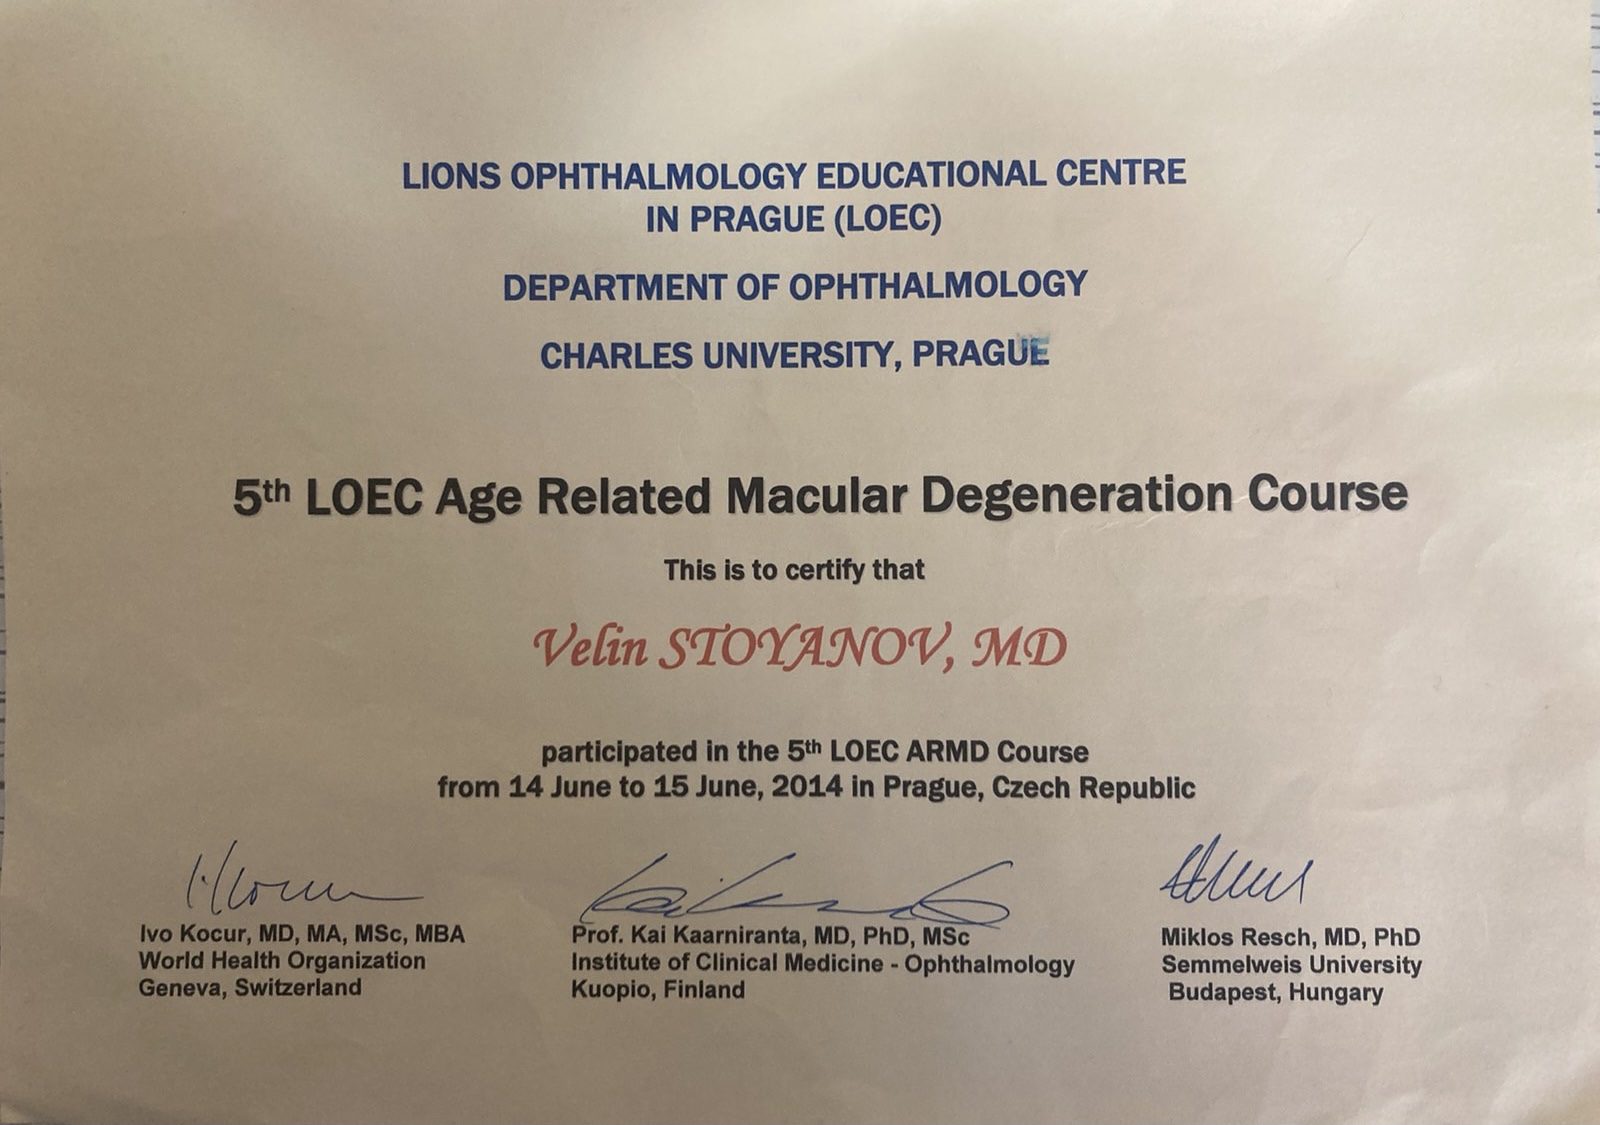 LIONS OPHTHALMOLOGY EDUCATIONAL CENTRE
IN PRAGUE (LOEC)
DEPARTMENT OF OPHTHALMOLOGY
CHARLES UNIVERSITY, PRAGUE
5th LOEC Age Related Macular Degeneration Course
This is to certify that
Velin STOYANOV, MD
participated in the 5th LOEC ARMD Course
from 14 June to 15 June, 2014 in Prague, Czech Republic
Ivo Kocur, MD, MA, MSc, MBA
World Health Organization
Geneva, Switzerland
Prof. Kai Kaarniranta, MD, PhD, MSc
Institute of Clinical Medicine - Ophthalmology
Kuopio, Finland
Miklos Resch, MD, PhD
Semmelweis University
Budapest, Hungary